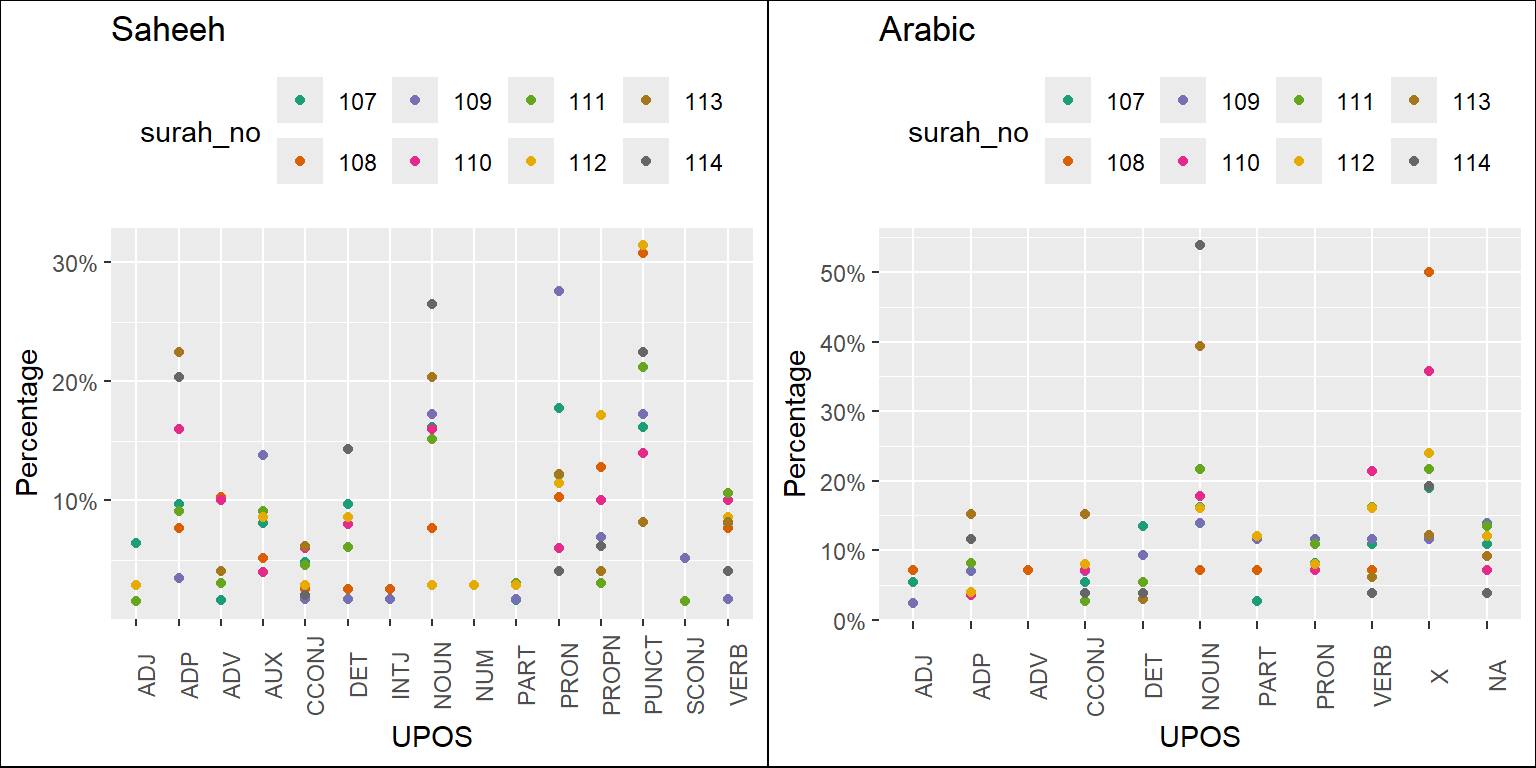 Saheeh
surah_no
107 109 111 113
108 110 112 114
Percentage
30%
20%
10%
ADJ ADP ADV AUX CCONJ DET INTJ NOUN NUM PART PRON PROPN PUNCT SCONJ VERB
UPOS
Arabic
surah_no
107 109 111 113
108 110 112 114
Percentage
50%
40%
30%
20%
10%
0%
ADJ ADP ADV CCONJ DET NOUN PART PRON VERB X NA
UPOS